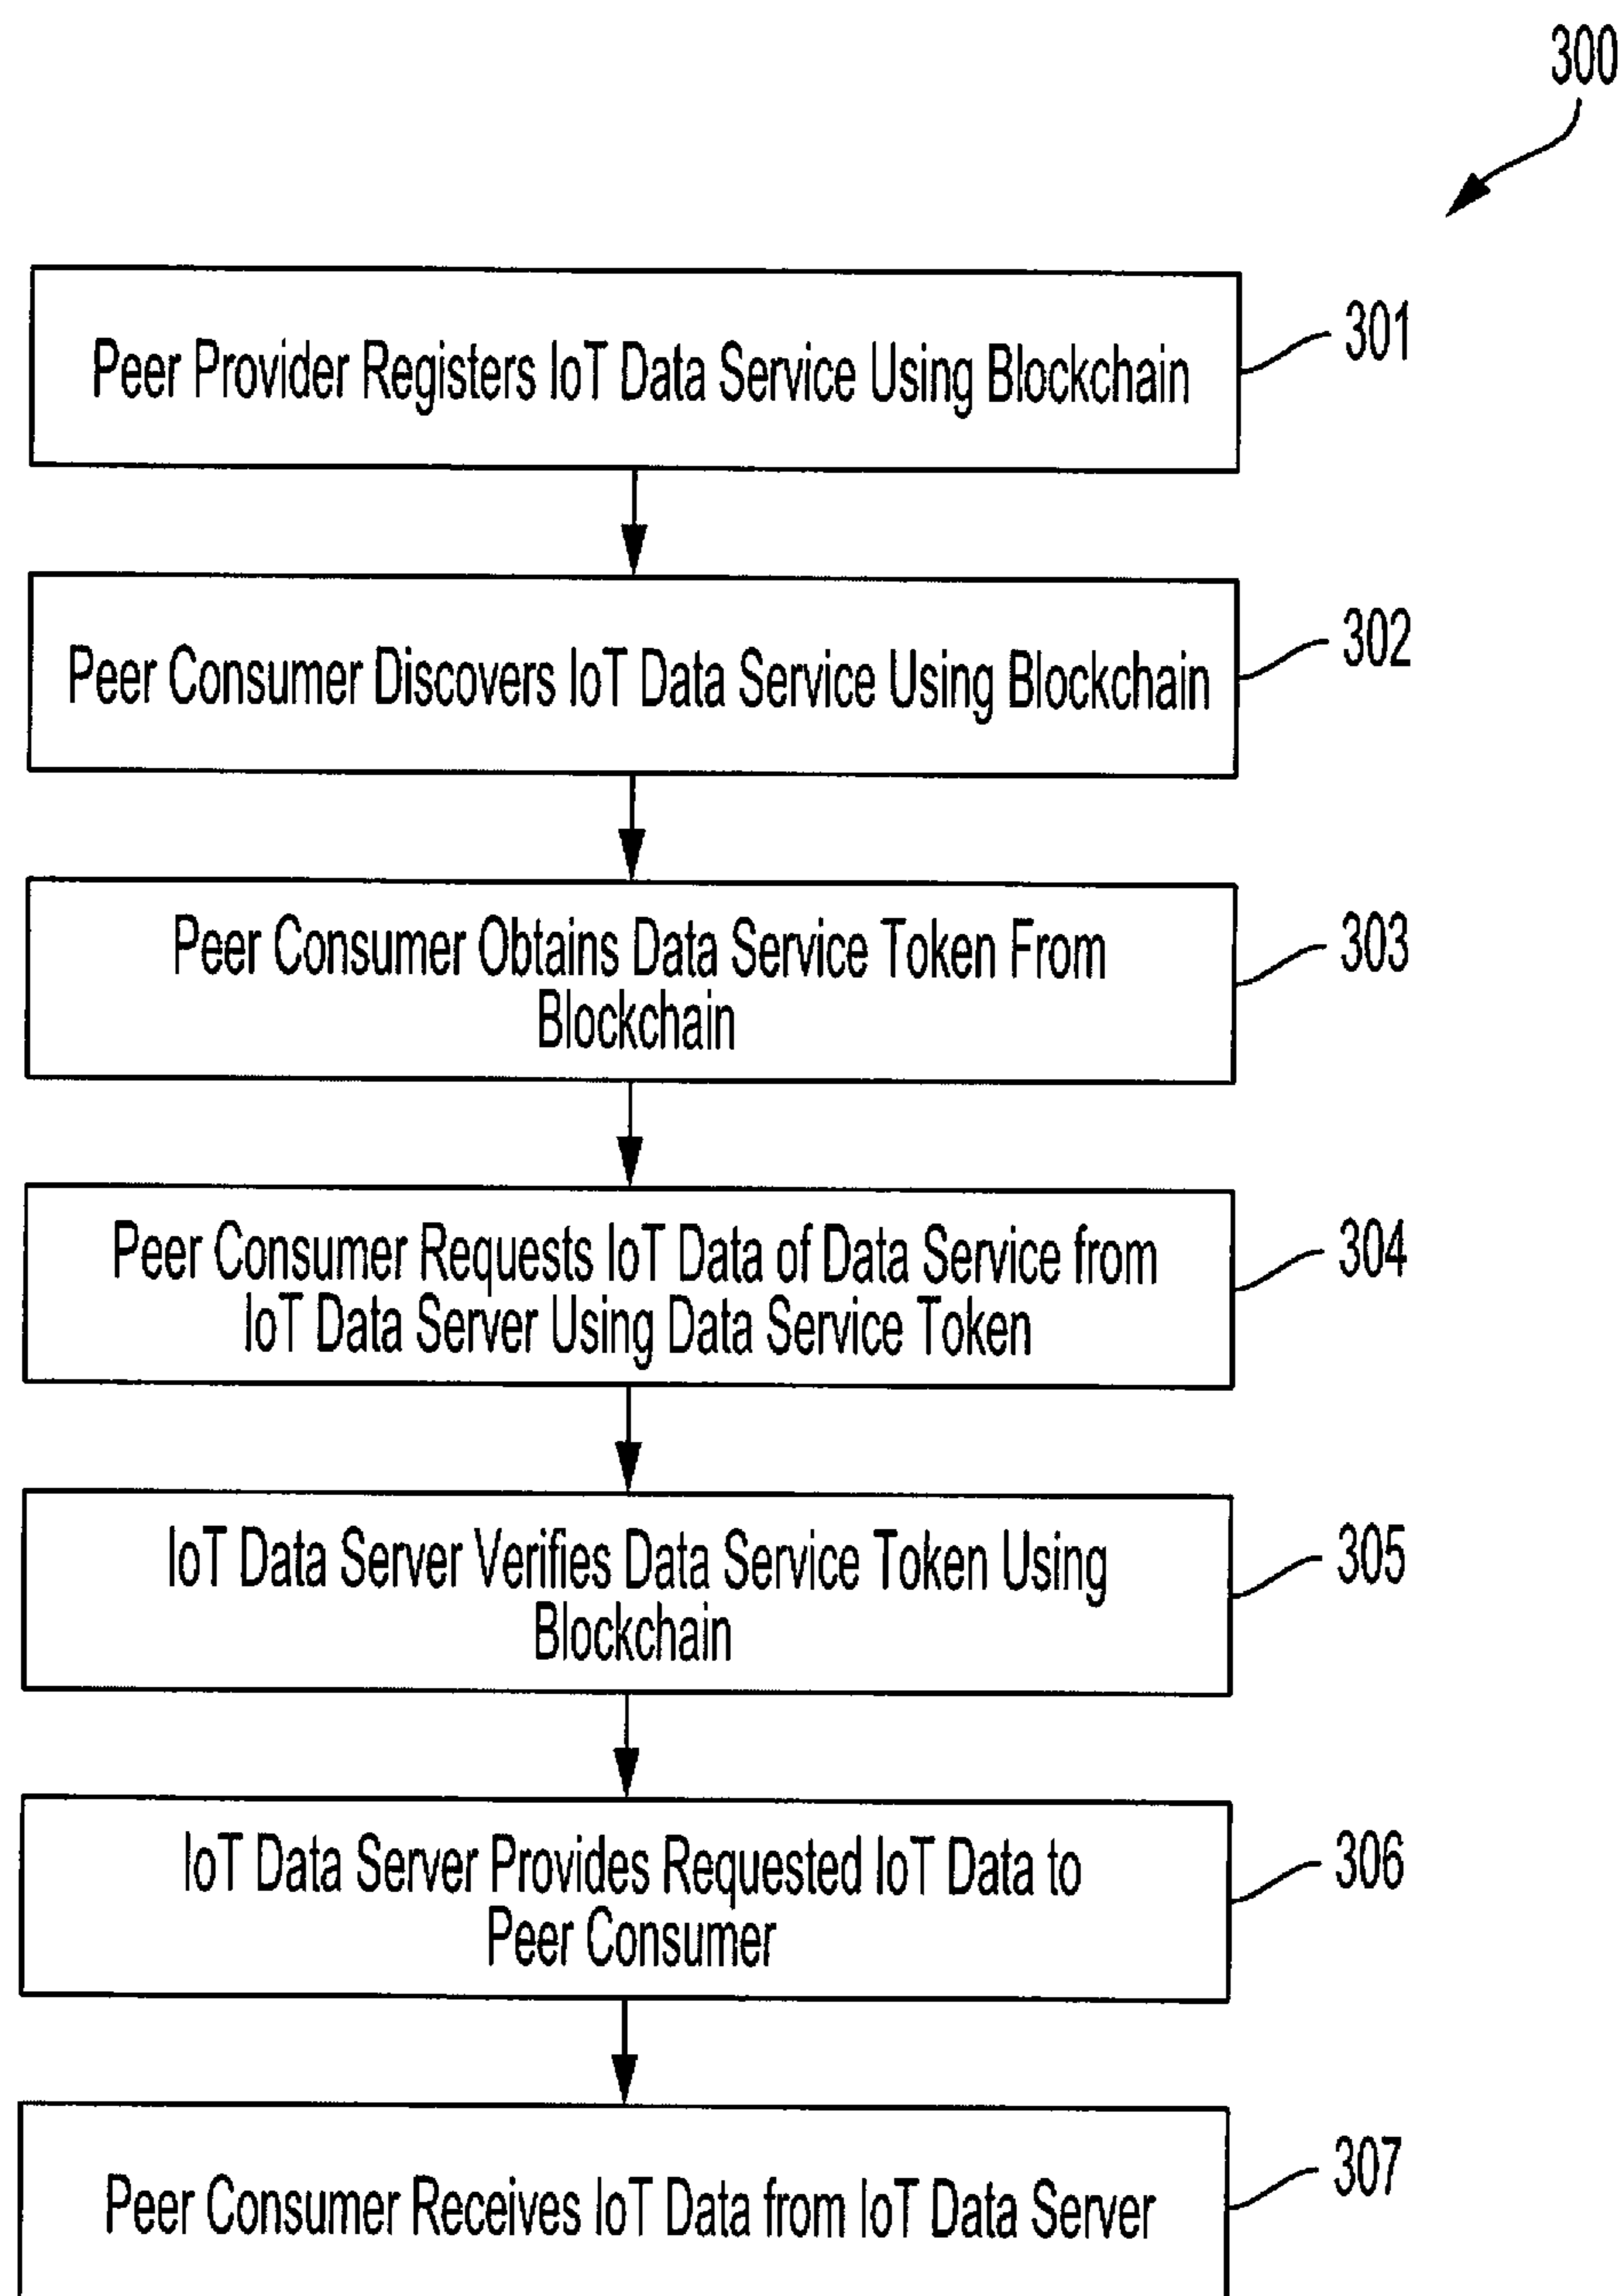 300
Peer Provider Registers IoT Data Service Using Blockchain
301
Peer Consumer Discovers IoT Data Service Using Blockchain
302
Peer Consumer Obtains Data Service Token From
Blockchain
303
Peer Consumer Requests IoT Data of Data Service from
IoT Data Server Using Data Service Token
304
IoT Data Server Verifies Data Service Token Using
Blockchain
305
IoT Data Server Provides Requested IoT Data to
Peer Consumer
306
Peer Consumer Receives IoT Data from IoT Data Server
307